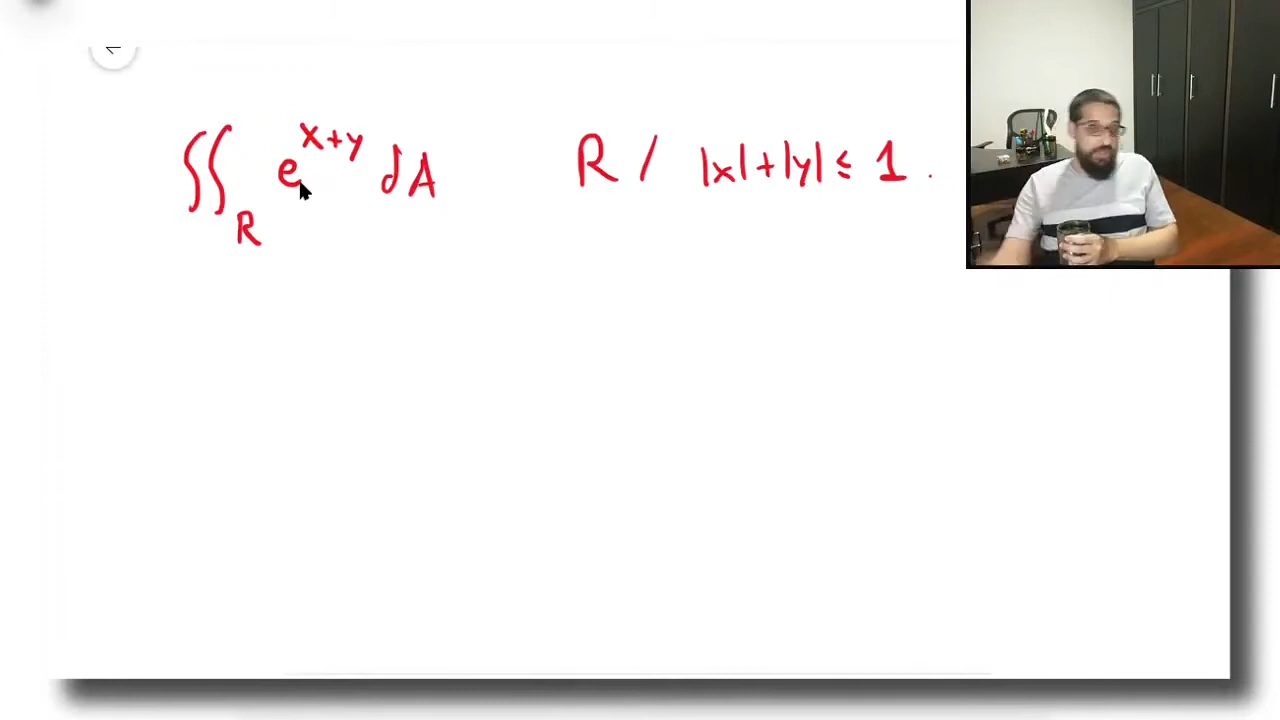 ∬_R e^{x+y} dA R / |x|+|y| ≤ 1.